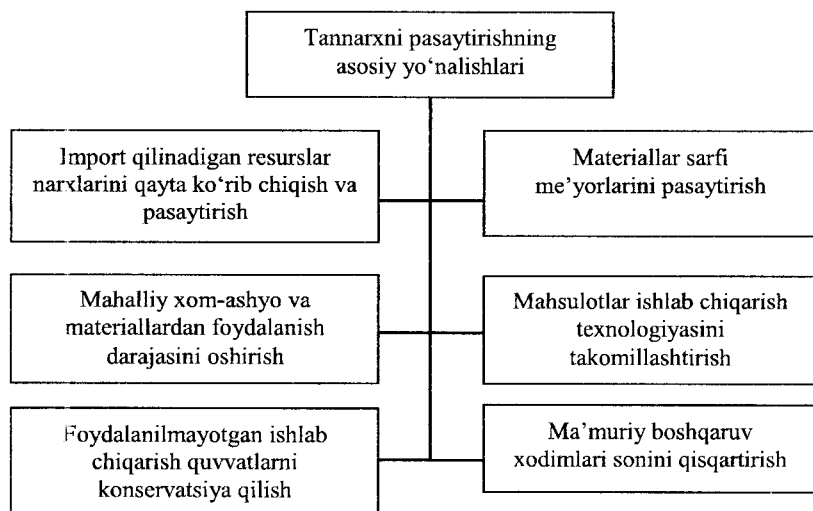 Tannarxni pasaytirishning
asosiy yo‘nalishlari
Import qilinadigan resurslar
narxlarini qayta ko‘rib chiqish va
pasaytirish
Materiallar sarfi
me’yorlarini pasaytirish
Mahalliy xom-ashyo va
materiallardan foydalanish
darajasini oshirish
Mahsulotlar ishlab chiqarish
texnologiyasini
takomillashtirish
Foydalanilmayotgan ishlab
chiqarish quvvatlarni
konservatsiya qilish
Ma’muriy boshqaruv
xodimlari sonini qisqartirish